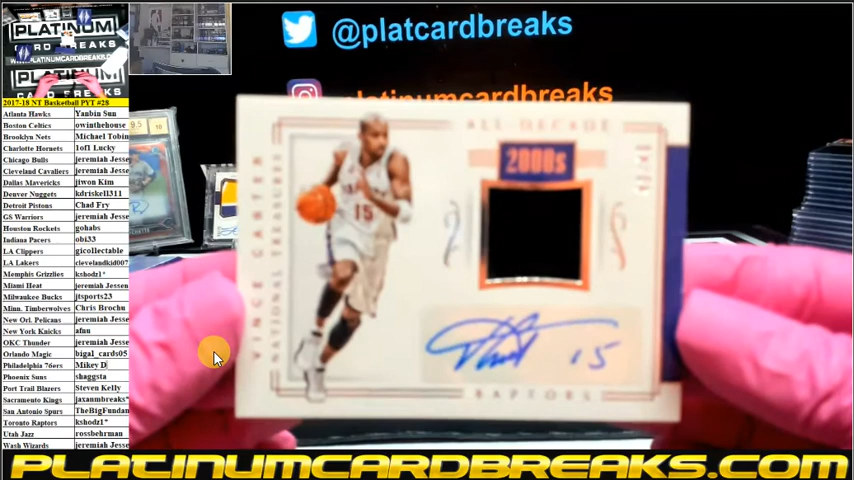 PLATINUM
CARD BREAKS
PLATINUM
@platcardbreaks
platinumcardbreaks
2017-18 NT Basketball PYT #28
Atlanta Hawks Yanbin Sun
Boston Celtics owinthehouse
Brooklyn Nets Michael Tobin
Charlotte Hornets 1of1 Lucky
Chicago Bulls jeremiah Jesse
Cleveland Cavaliers jeremiah Jesse
Dallas Mavericks jiwon Kim
Denver Nuggets kdriskell311
Detroit Pistons Chad Fry
GS Warriors jeremiah Jesse
Houston Rockets gohabs
Indiana Pacers obi33
LA Clippers gicollectable
LA Lakers clevelandkid007
Memphis Grizzlies kshodz1*
Miami Heat jeremiah Jessen
Milwaukee Bucks jtsports23
Minn. Timberwolves Chris Brochu
New Orl. Pelicans jeremiah Jesse
New York Knicks afnu
OKC Thunder jeremiah Jesse
Orlando Magic bigal_cards05
Philadelphia 76ers Mikey D
Phoenix Suns shaggsta
Port Trail Blazers Steven Kelly
Sacramento Kings jaxanmbreaks*
San Antonio Spurs TheBigFundan
Toronto Raptors kshodz1*
Utah Jazz rossbehrman
Wash Wizards jeremiah Jesse
ALL-DECADE
2000s
VINCE CARTER
NATIONAL TREASURES
15
15
RAPTORS
9.5
10
PLATINUMCARDBREAKS.COM